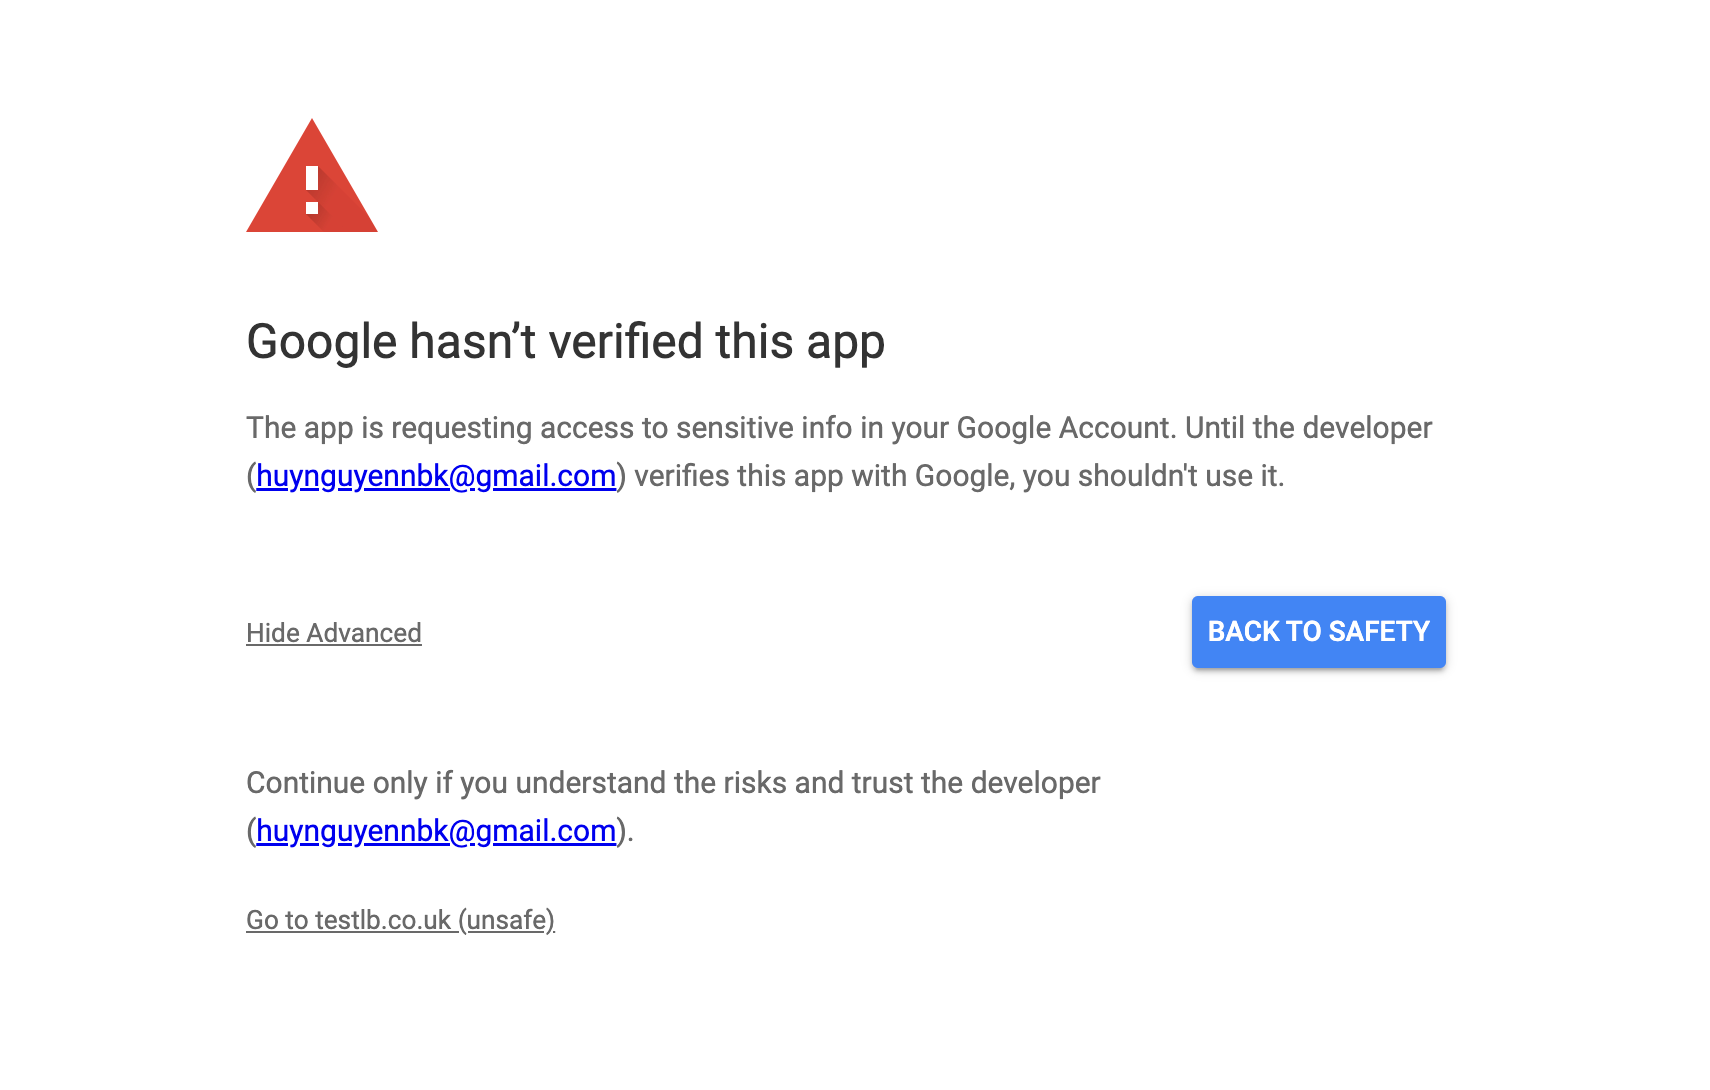 Google hasn’t verified this app
The app is requesting access to sensitive info in your Google Account. Until the developer
(huynguyennbk@gmail.com) verifies this app with Google, you shouldn't use it.
Hide Advanced
BACK TO SAFETY
Continue only if you understand the risks and trust the developer
(huynguyennbk@gmail.com).
Go to testlb.co.uk (unsafe)